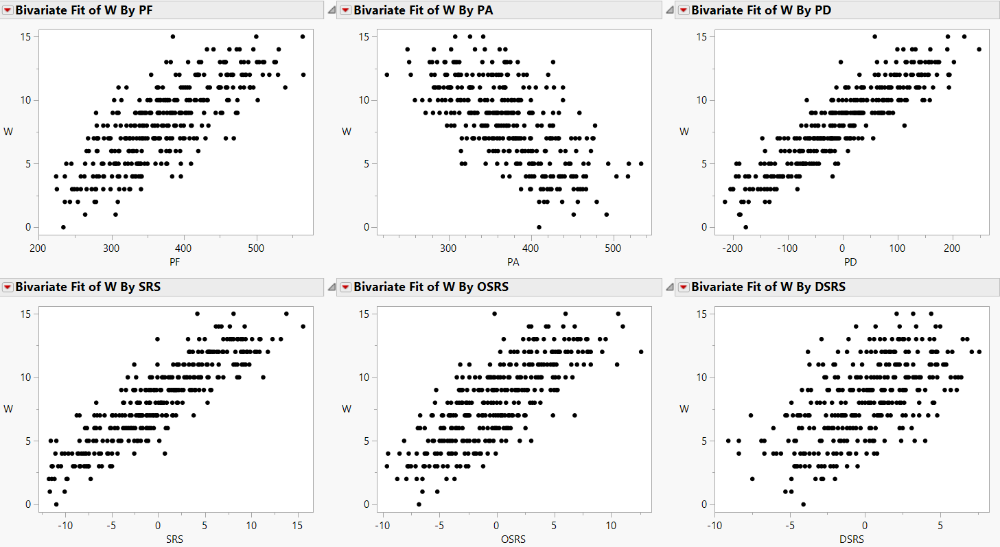 Bivariate Fit of W By PF
15
10
W
5
0
200 300 400 500
PF
Bivariate Fit of W By PA
15
10
W
5
0
300 400 500
PA
Bivariate Fit of W By PD
15
10
W
5
0
-200 -100 0 100 200
PD
Bivariate Fit of W By SRS
15
10
W
5
0
-10 -5 0 5 10 15
SRS
Bivariate Fit of W By OSRS
15
10
W
5
0
-10 -5 0 5 10
OSRS
Bivariate Fit of W By DSRS
15
10
W
5
0
-10 -5 0 5
DSRS